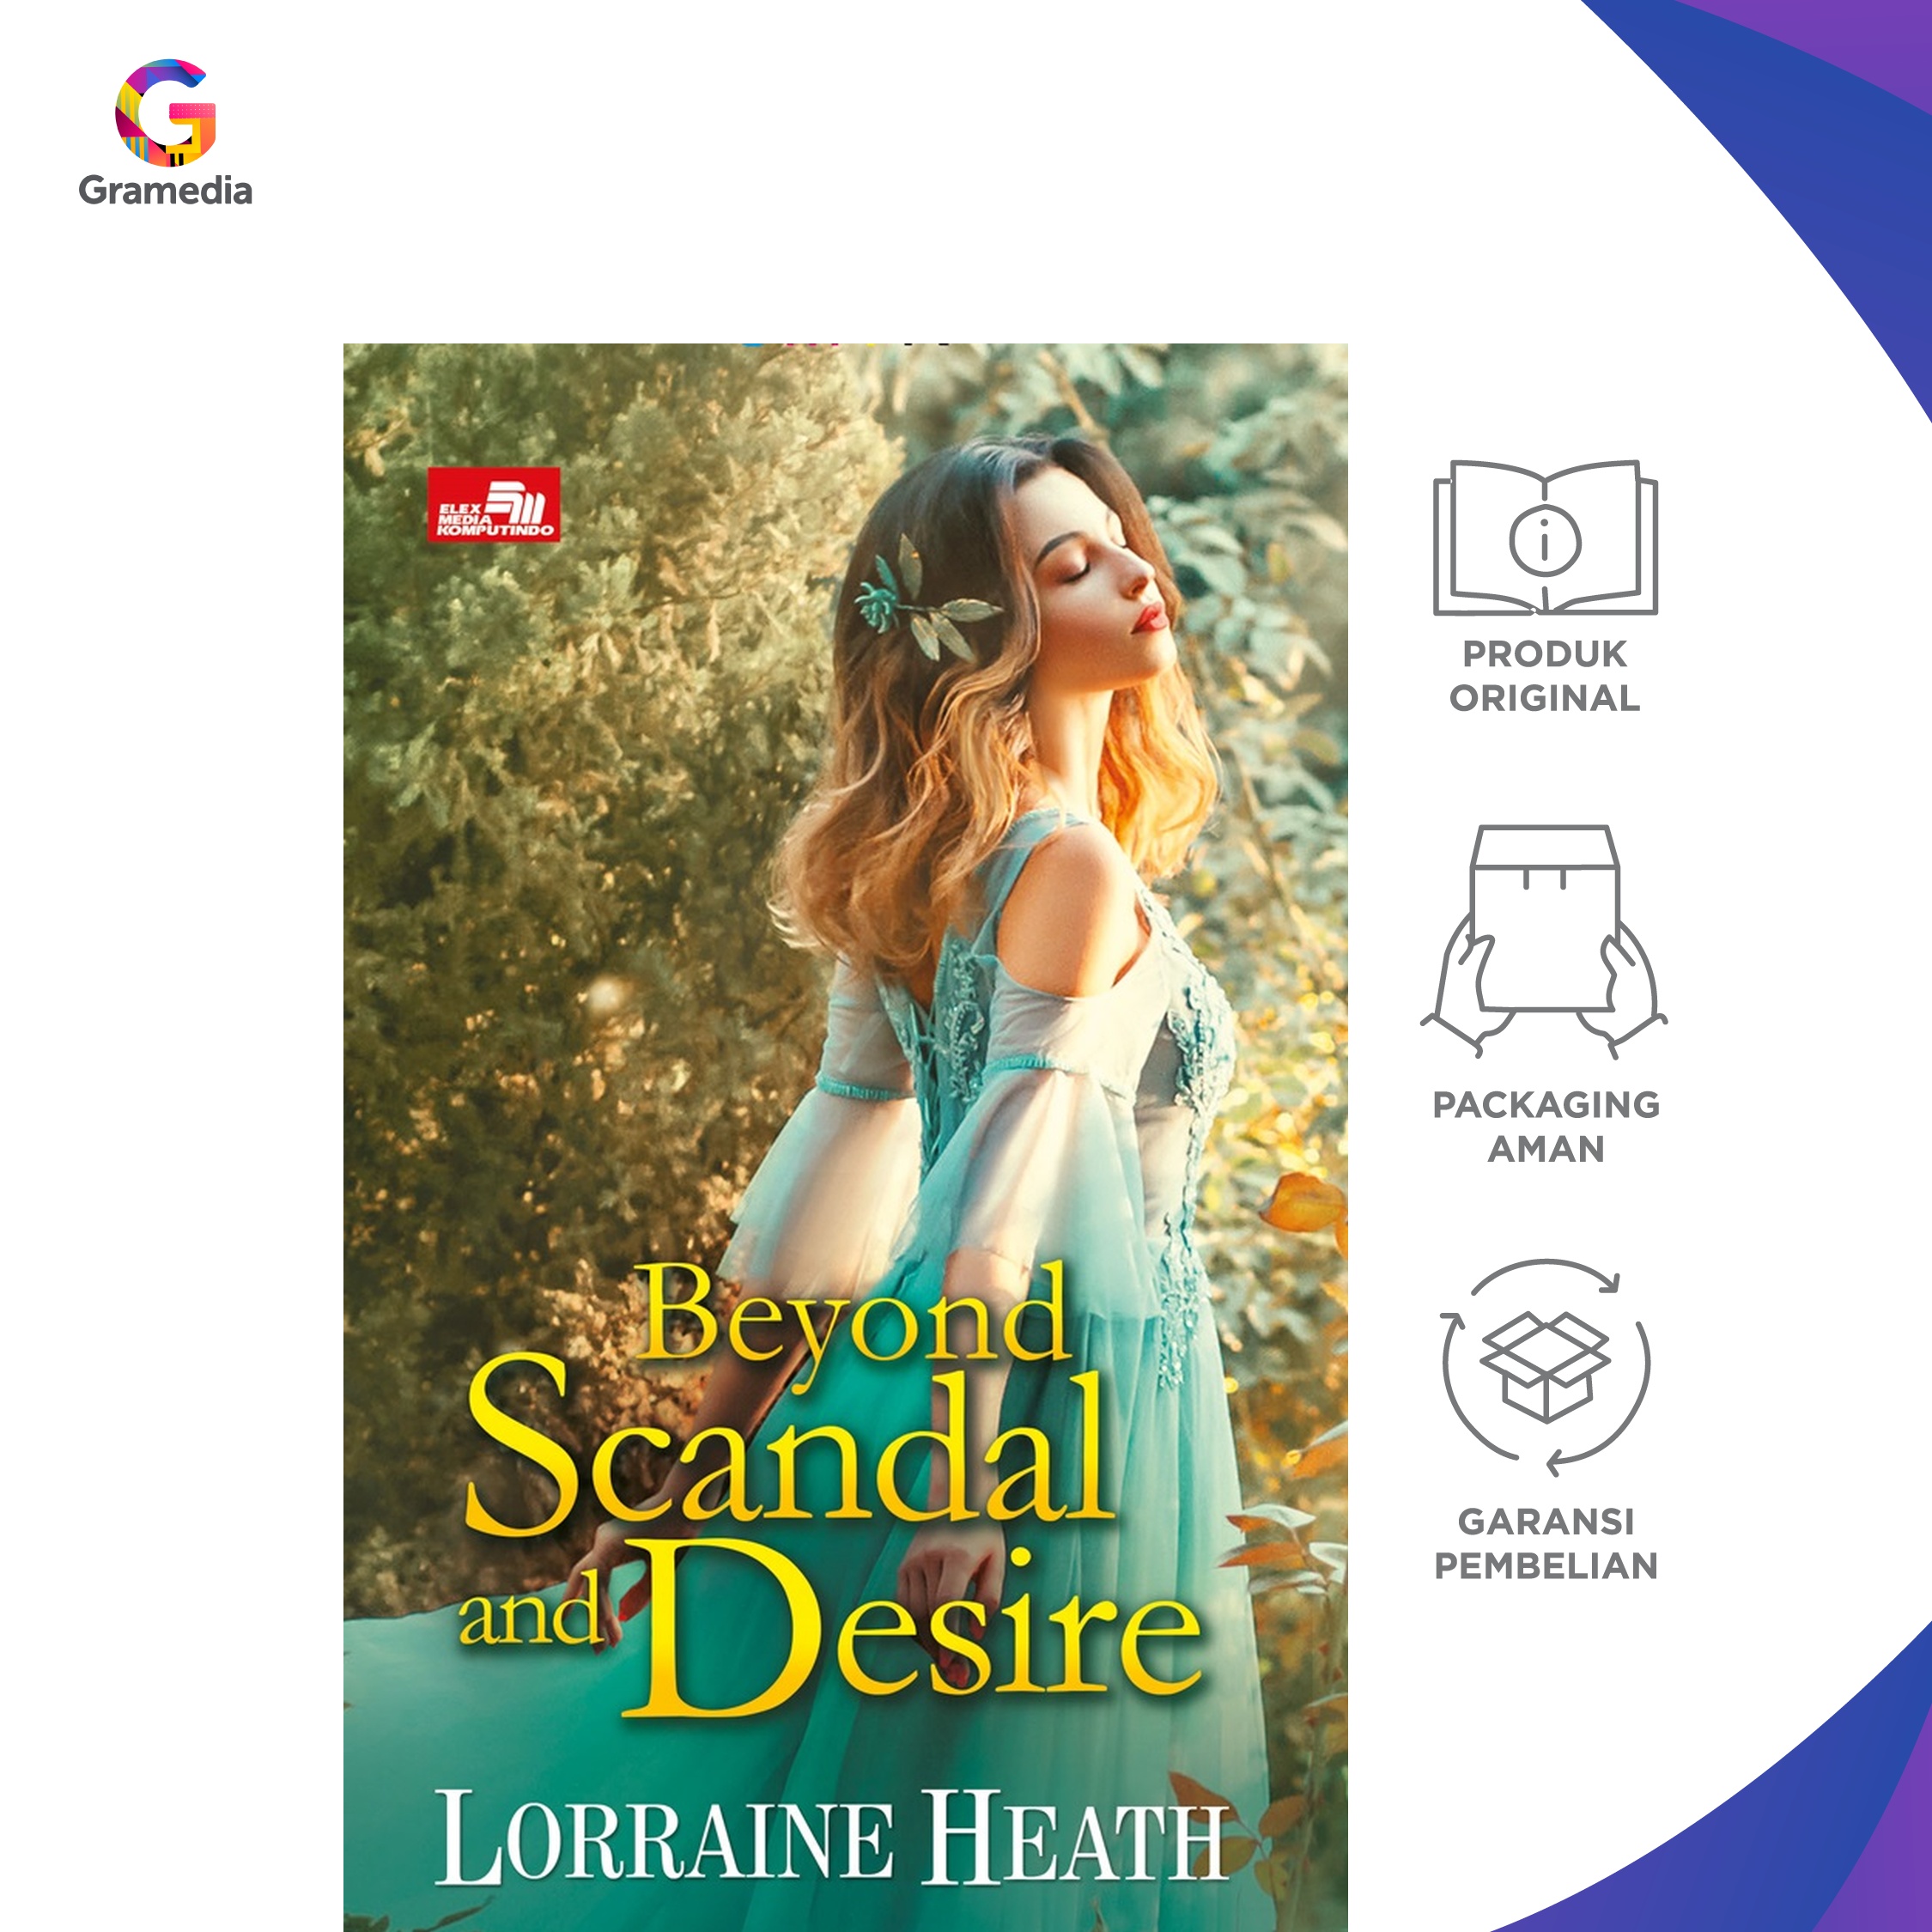 Gramedia
ELEX
MEDIA
KOMPUTINDO
Beyond
Scandal
and Desire
LORRAINE HEATH
PRODUK
ORIGINAL
PACKAGING
AMAN
GARANSI
PEMBELIAN